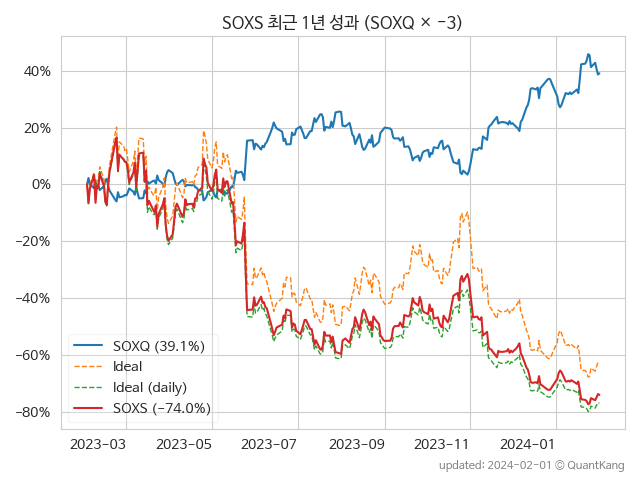 SOXS 최근 1년 성과 (SOXQ × −3)
40%
20%
0%
−20%
−40%
−60%
−80%
SOXQ (39.1%)
Ideal
Ideal (daily)
SOXS (−74.0%)
2023−03 2023−05 2023−07 2023−09 2023−11 2024−01
updated: 2024−02−01 © QuantKang